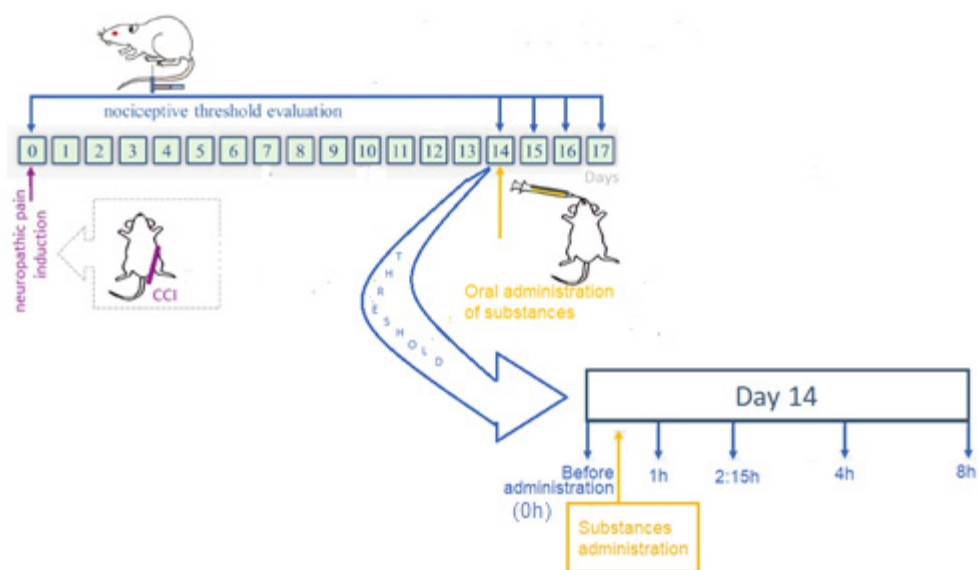 nociceptive threshold evaluation
0 1 2 3 4 5 6 7 8 9 10 11 12 13 14 15 16 17
Days
neuropathic pain
induction
CCI
THRESHOLD
Oral administration
of substances
Day 14
Before
administration
(0h)
1h
2:15h
4h
8h
Substances
administration